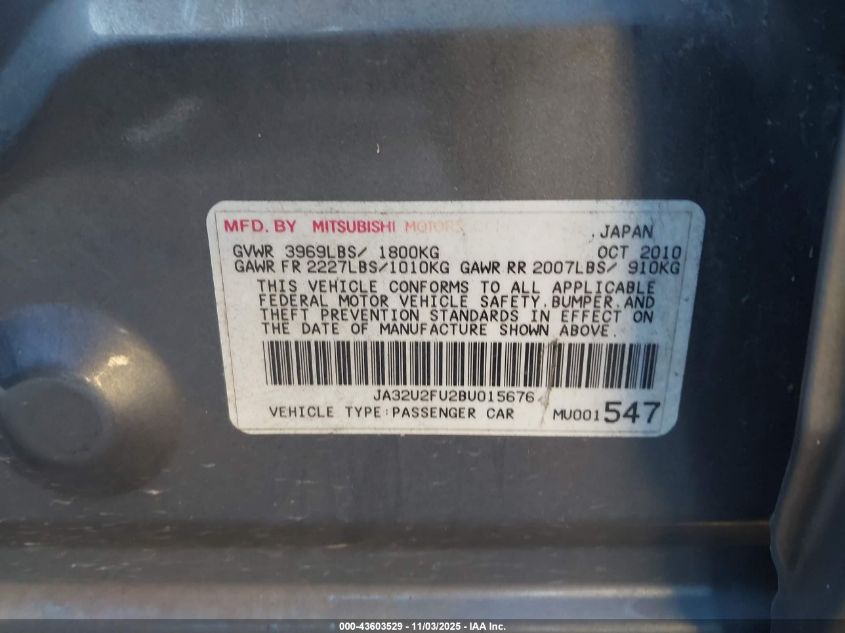 MFD. BY MITSUBISHI MOTORS JAPAN
GVWR 3969LBS/ 1800KG OCT 2010
GAWR FR 2227LBS/1010KG GAWR RR 2007LBS/ 910KG
THIS VEHICLE CONFORMS TO ALL APPLICABLE
FEDERAL MOTOR VEHICLE SAFETY, BUMPER, AND
THEFT PREVENTION STANDARDS IN EFFECT ON
THE DATE OF MANUFACTURE SHOWN ABOVE.
JA32U2FU2BU015676
VEHICLE TYPE:PASSENGER CAR MU001547
000-43603529 - 11/03/2025 - IAA Inc.